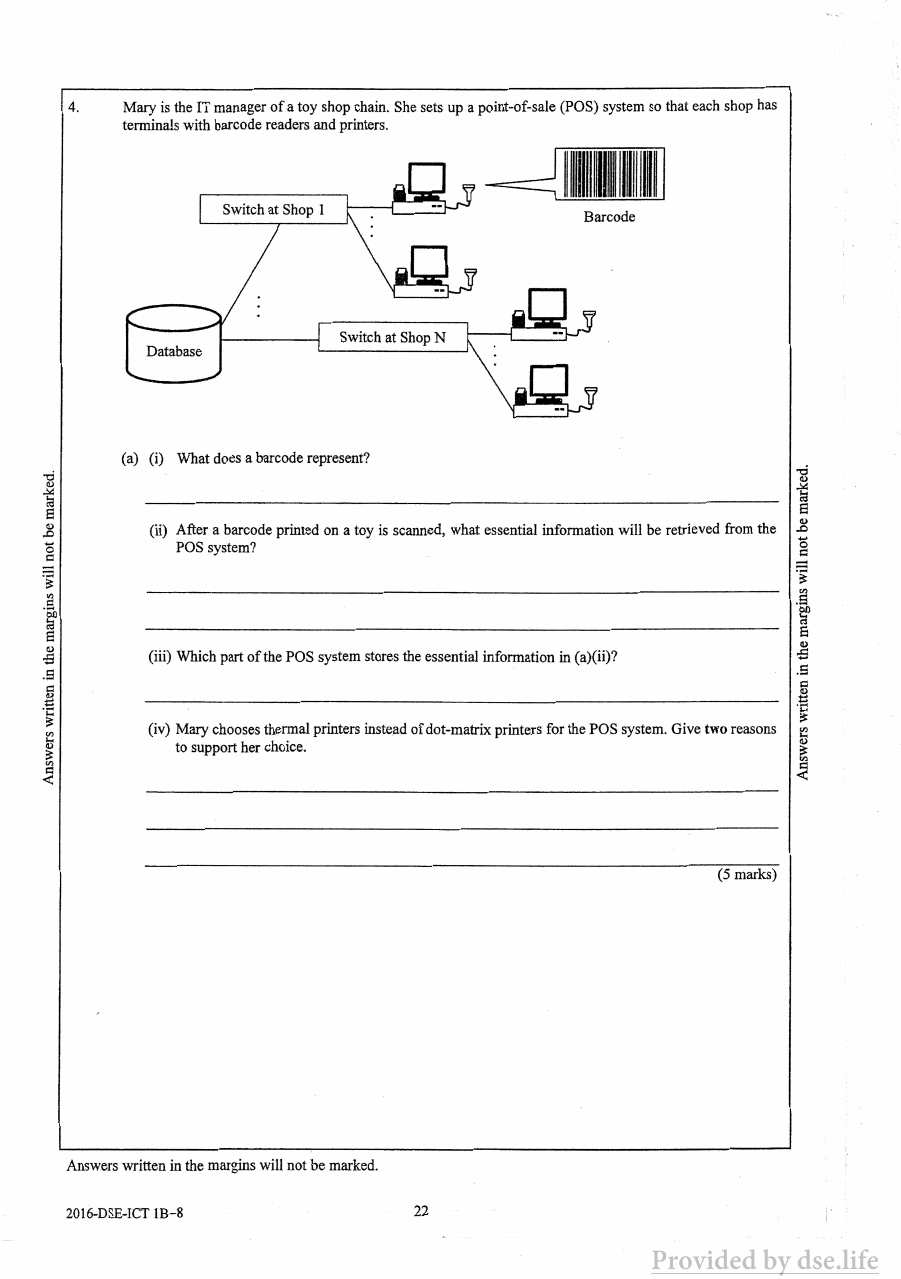 4. Mary is the IT manager of a toy shop chain. She sets up a point-of-sale (POS) system so that each shop has
terminals with barcode readers and printers.
Switch at Shop 1
Barcode
Switch at Shop N
Database
(a) (i) What does a barcode represent?
(ii) After a barcode printed on a toy is scanned, what essential information will be retrieved from the
POS system?
(iii) Which part of the POS system stores the essential information in (a)(ii)?
(iv) Mary chooses thermal printers instead of dot-matrix printers for the POS system. Give two reasons
to support her choice.
(5 marks)
Answers written in the margins will not be marked.
Answers written in the margins will not be marked.
Answers written in the margins will not be marked.
2016-DSE-ICT 1B–8
22
Provided by dse.life